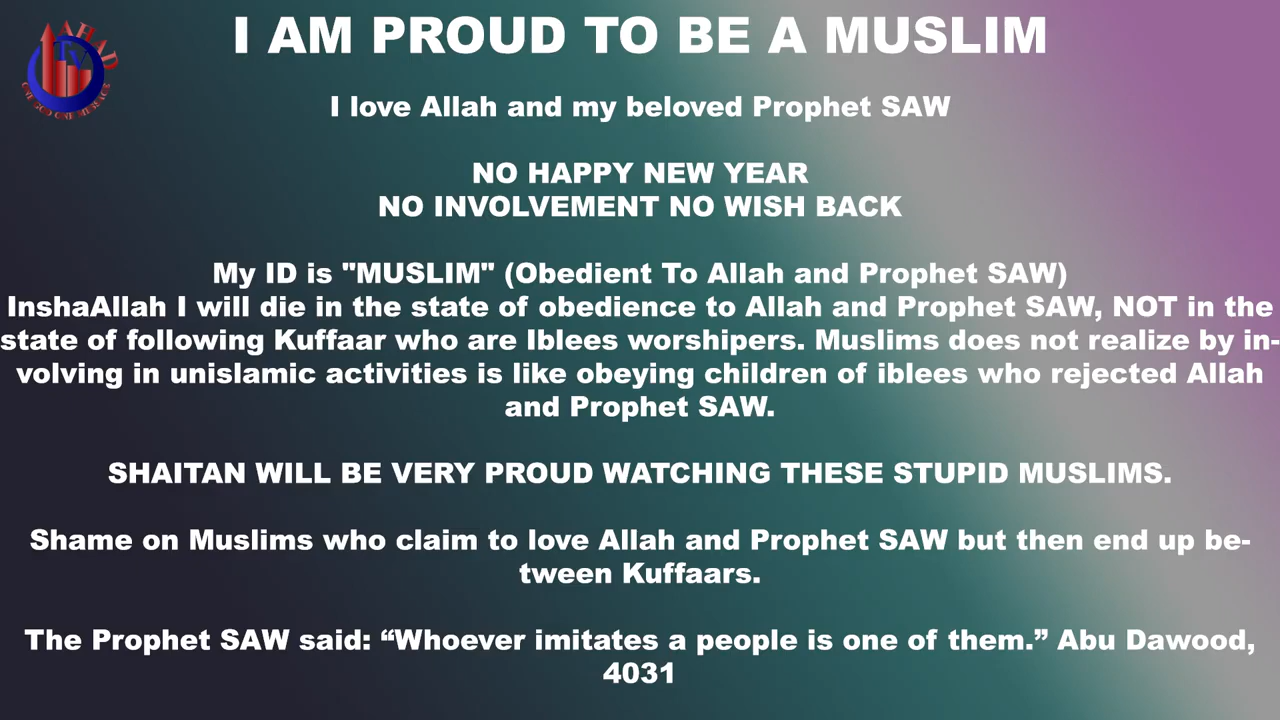 AHAD
TV
ONE GOD ONE MESSAGE
I AM PROUD TO BE A MUSLIM
I love Allah and my beloved Prophet SAW
NO HAPPY NEW YEAR
NO INVOLVEMENT NO WISH BACK
My ID is "MUSLIM" (Obedient To Allah and Prophet SAW)
InshaAllah I will die in the state of obedience to Allah and Prophet SAW, NOT in the
state of following Kuffaar who are Iblees worshipers. Muslims does not realize by in-
volving in unislamic activities is like obeying children of iblees who rejected Allah
and Prophet SAW.
SHAITAN WILL BE VERY PROUD WATCHING THESE STUPID MUSLIMS.
Shame on Muslims who claim to love Allah and Prophet SAW but then end up be-
tween Kuffaars.
The Prophet SAW said: “Whoever imitates a people is one of them.” Abu Dawood,
4031